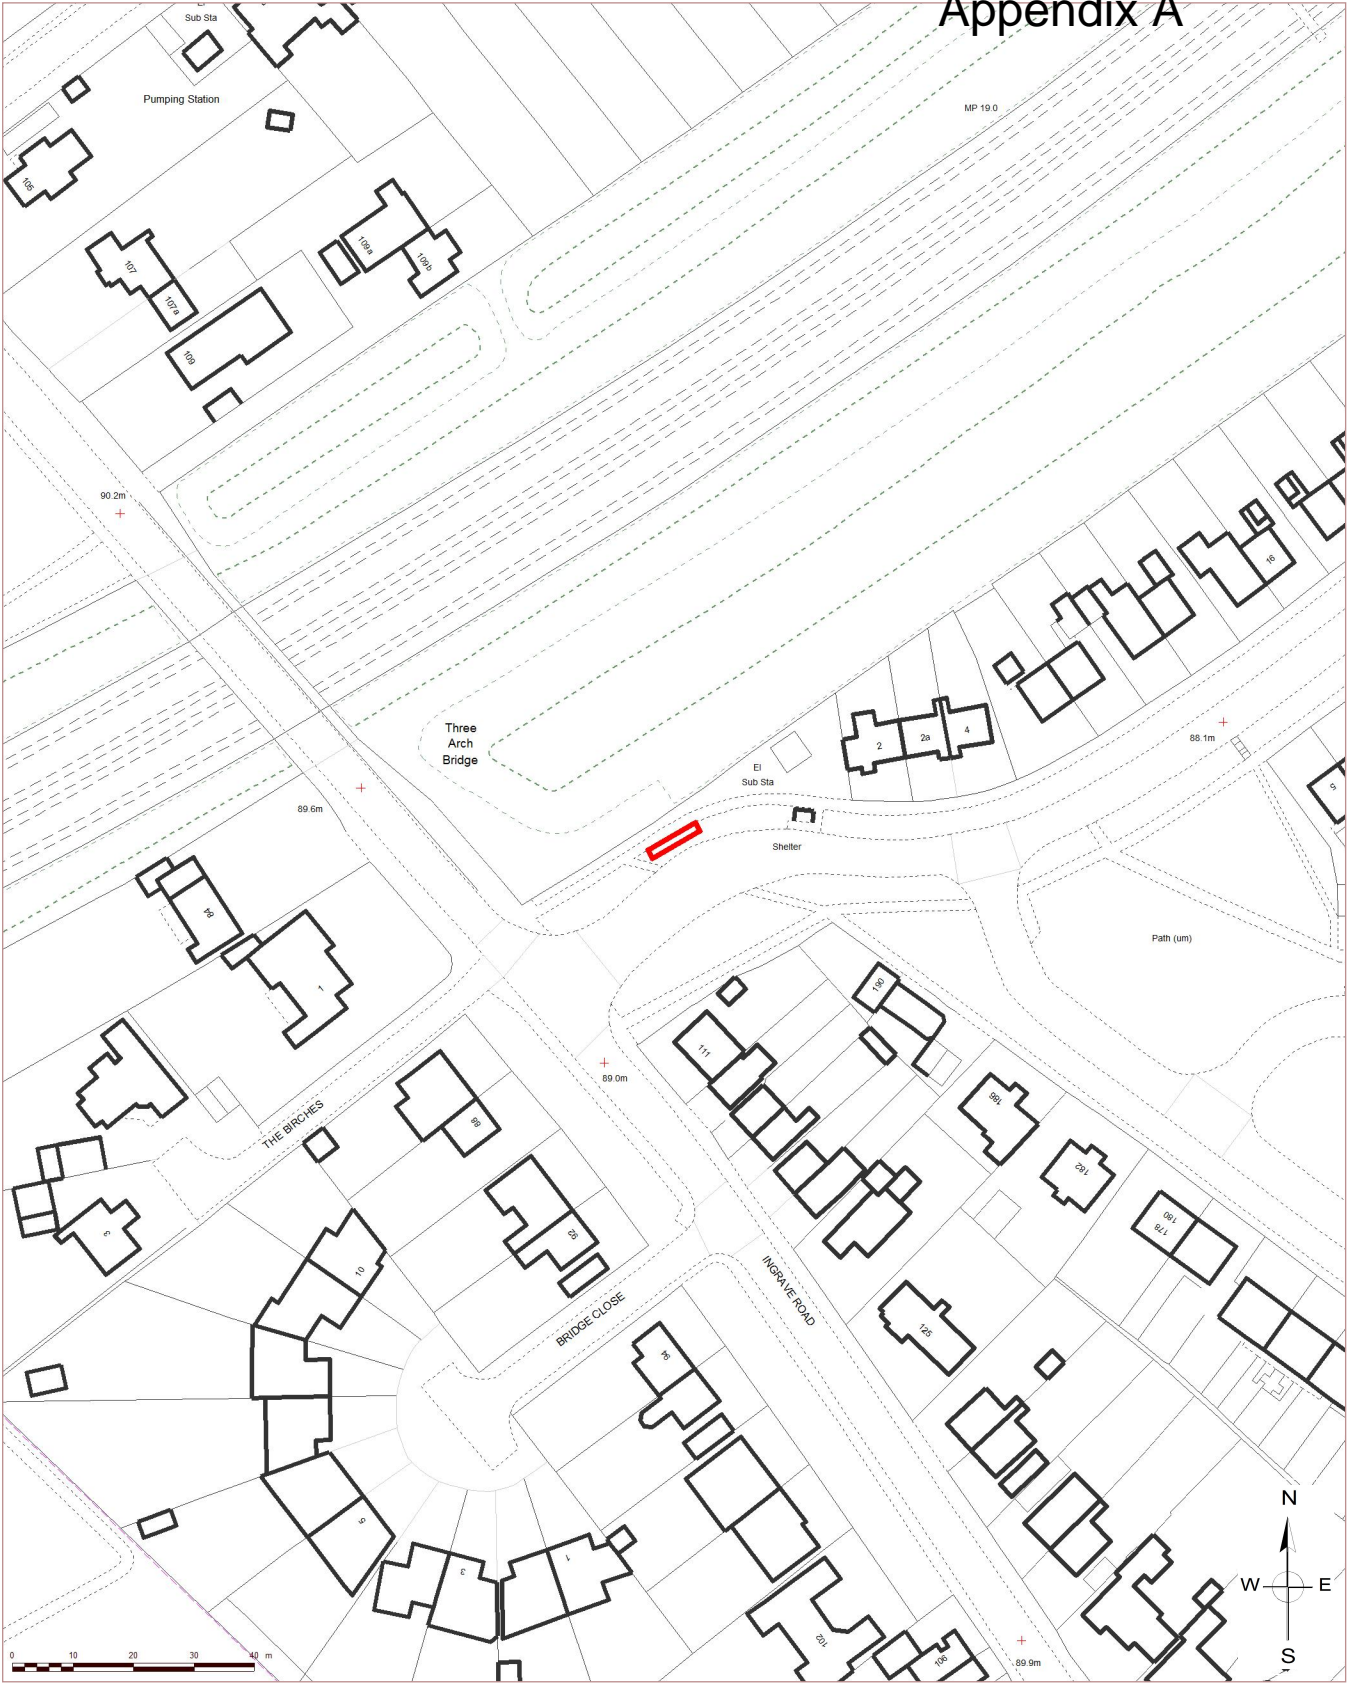 Appendix A
El
Sub Sta
Pumping Station
MP 19.0
105
107
107a
109a
109b
109
90.2m
Three
Arch
Bridge
El
Sub Sta
2
2a
4
16
88.1m
5
89.6m
Shelter
84
1
Path (um)
190
111
89.0m
THE BIRCHES
88
186
182
180
178
3
92
10
INGRAVE ROAD
BRIDGE CLOSE
125
94
5
3
1
102
106
89.9m
N
W
E
S
0 10 20 30 40 m